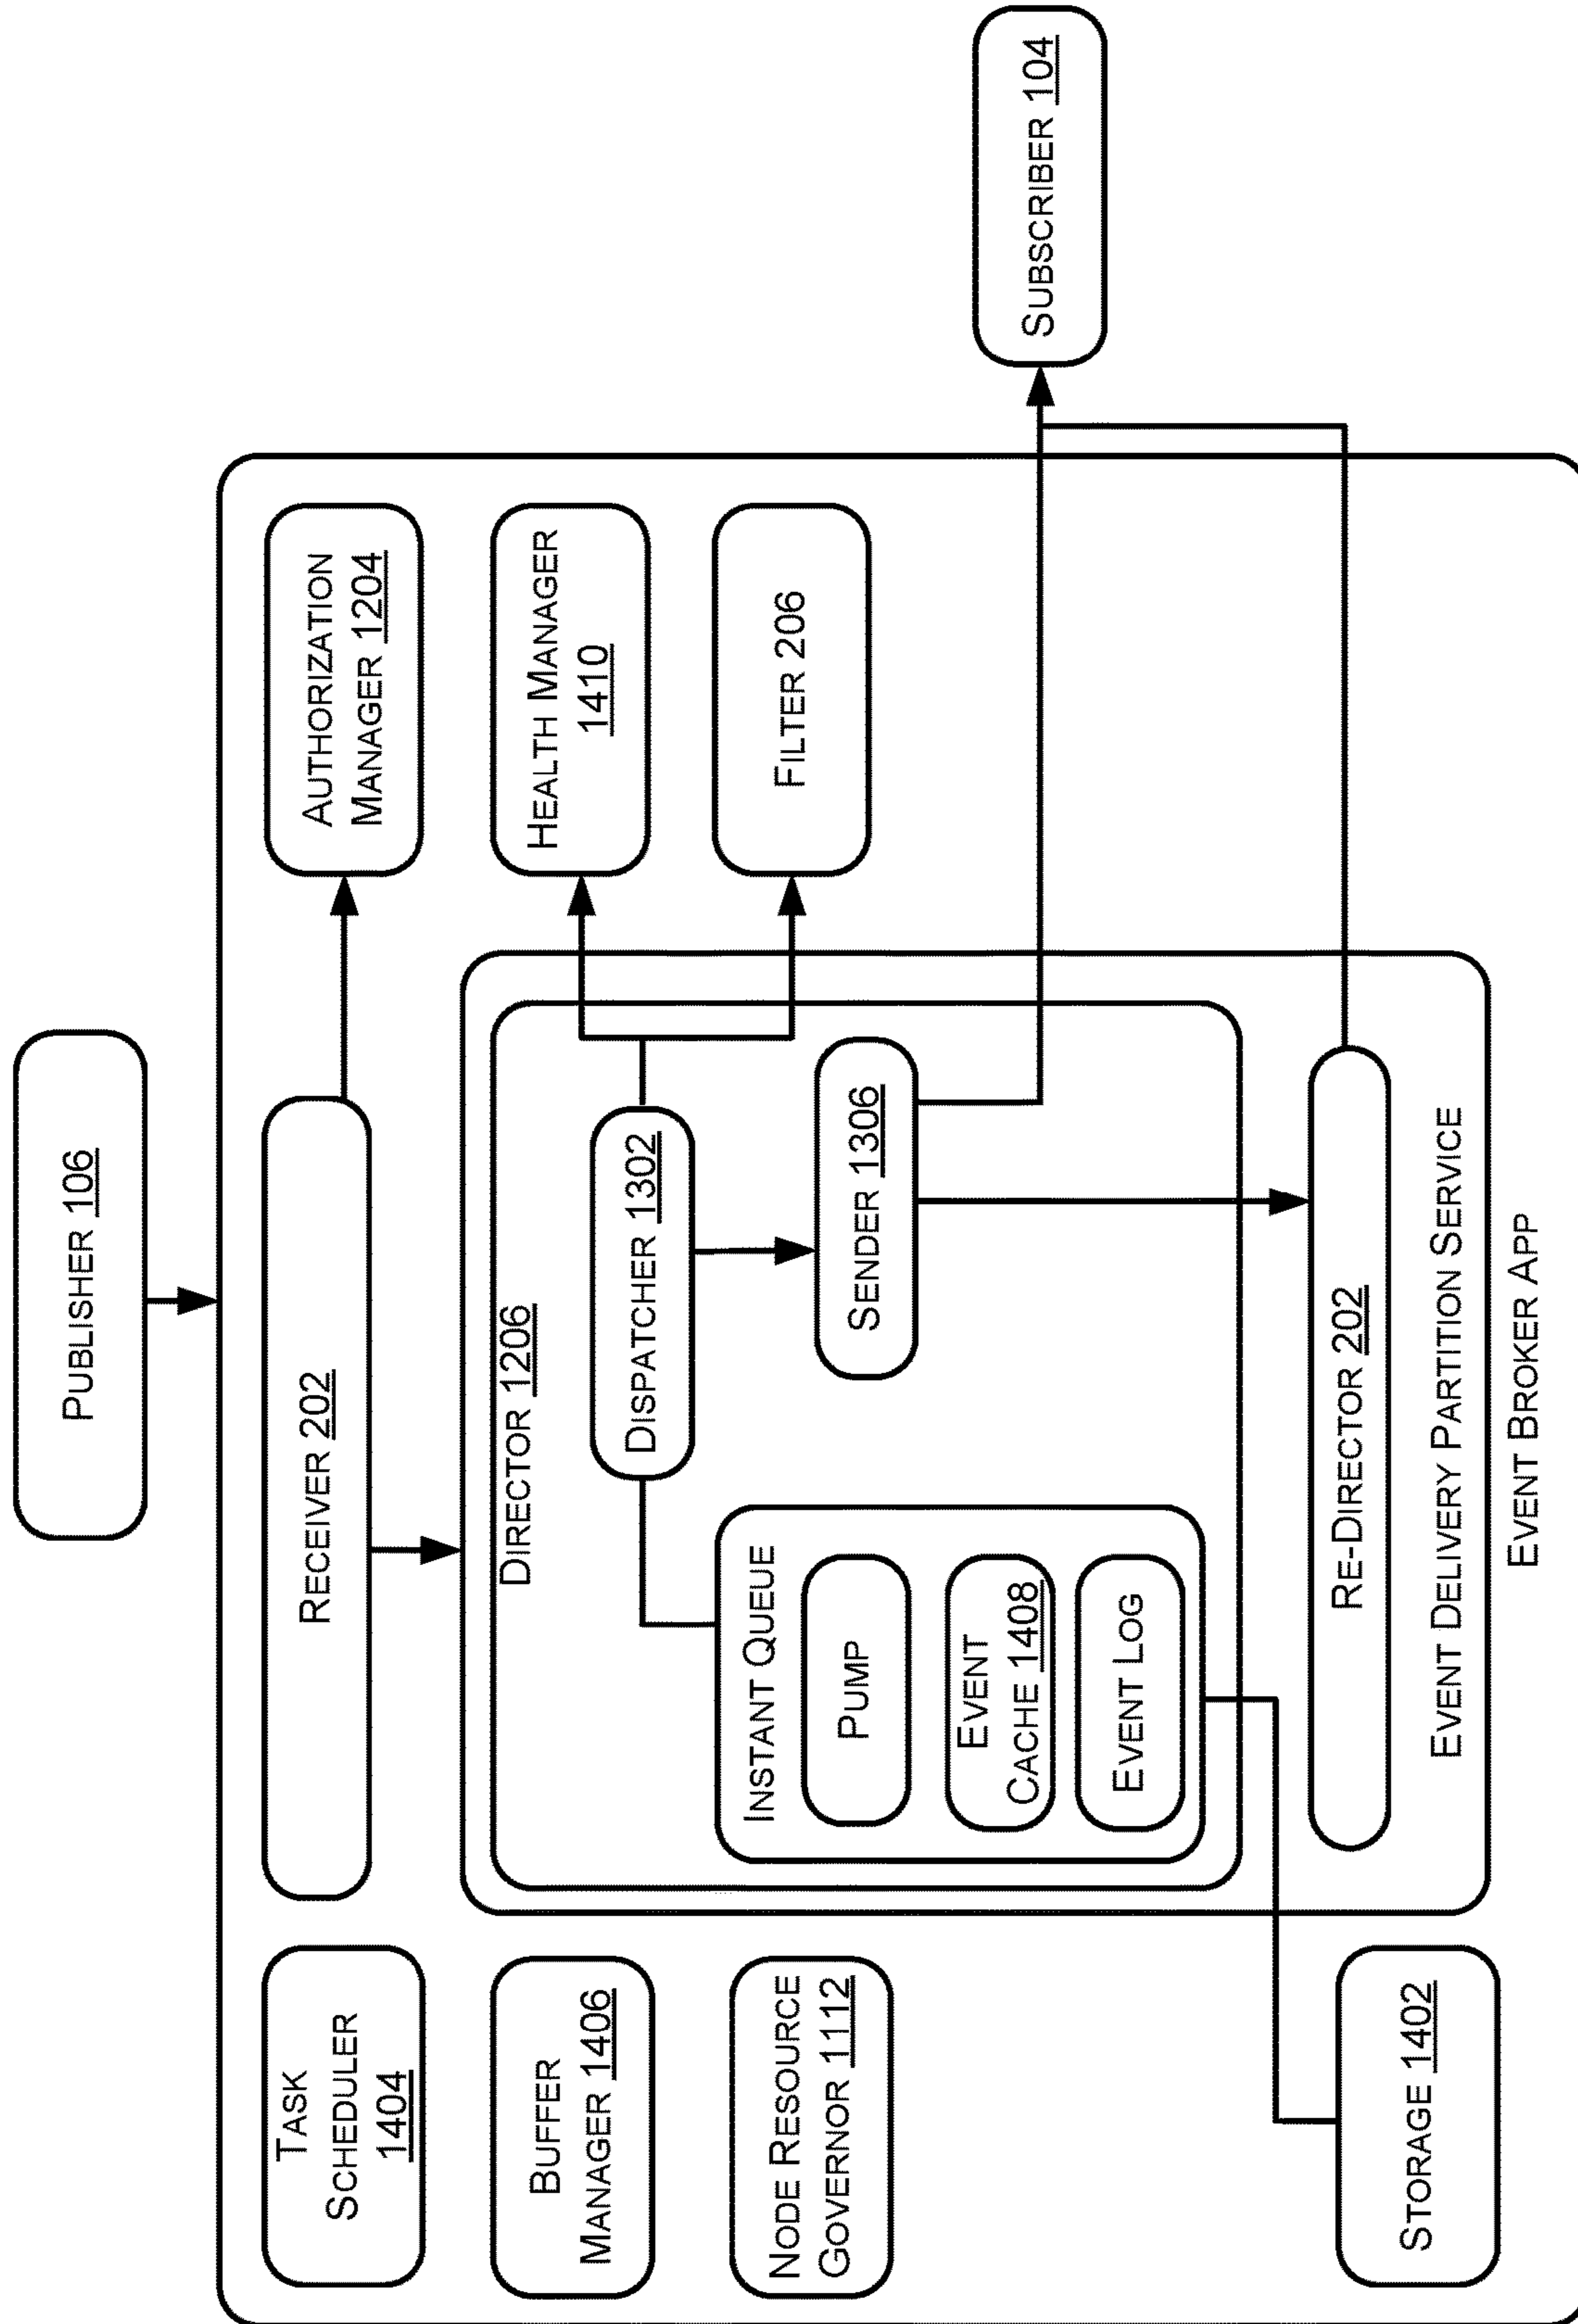 PUBLISHER 106
TASK
SCHEDULER
1404
RECEIVER 202
AUTHORIZATION
MANAGER 1204
BUFFER
MANAGER 1406
DIRECTOR 1206
HEALTH MANAGER
1410
DISPATCHER 1302
NODE RESOURCE
GOVERNOR 1112
INSTANT QUEUE
PUMP
EVENT
CACHE 1408
EVENT LOG
SENDER 1306
FILTER 206
SUBSCRIBER 104
STORAGE 1402
RE-DIRECTOR 202
EVENT DELIVERY PARTITION SERVICE
EVENT BROKER APP